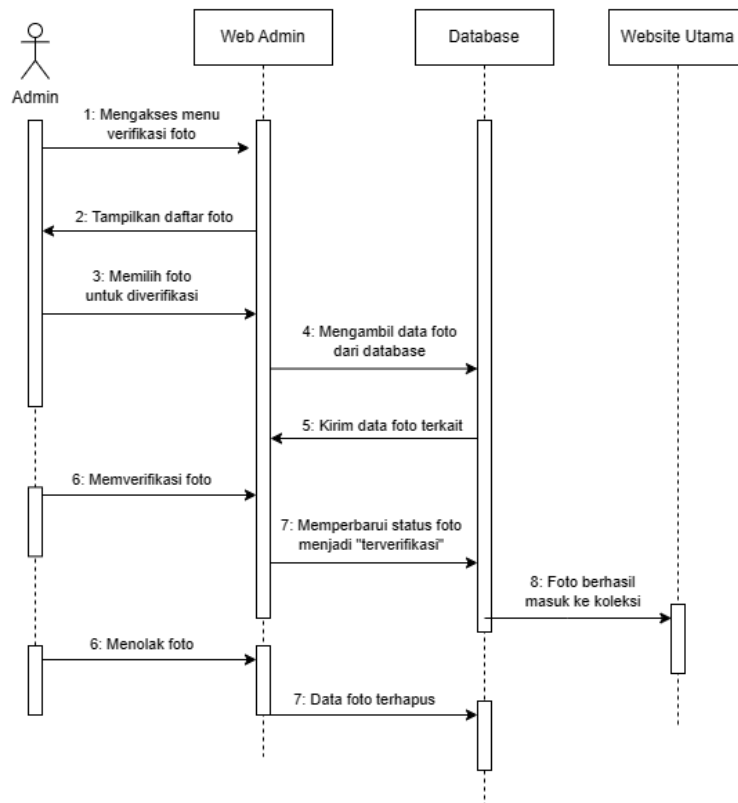 Web Admin
Database
Website Utama
Admin
1: Mengakses menu
verifikasi foto
2: Tampilkan daftar foto
3: Memilih foto
untuk diverifikasi
4: Mengambil data foto
dari database
5: Kirim data foto terkait
6: Memverifikasi foto
7: Memperbarui status foto
menjadi "terverifikasi"
8: Foto berhasil
masuk ke koleksi
6: Menolak foto
7: Data foto terhapus